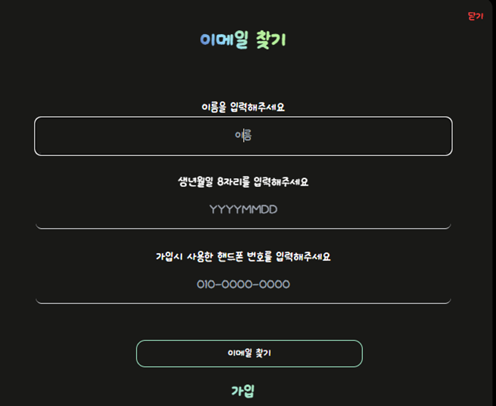 닫기
이메일 찾기
이름을 입력해주세요
이름
생년월일 8자리를 입력해주세요
YYYYMMDD
가입시 사용한 핸드폰 번호를 입력해주세요
010-0000-0000
이메일 찾기
가입